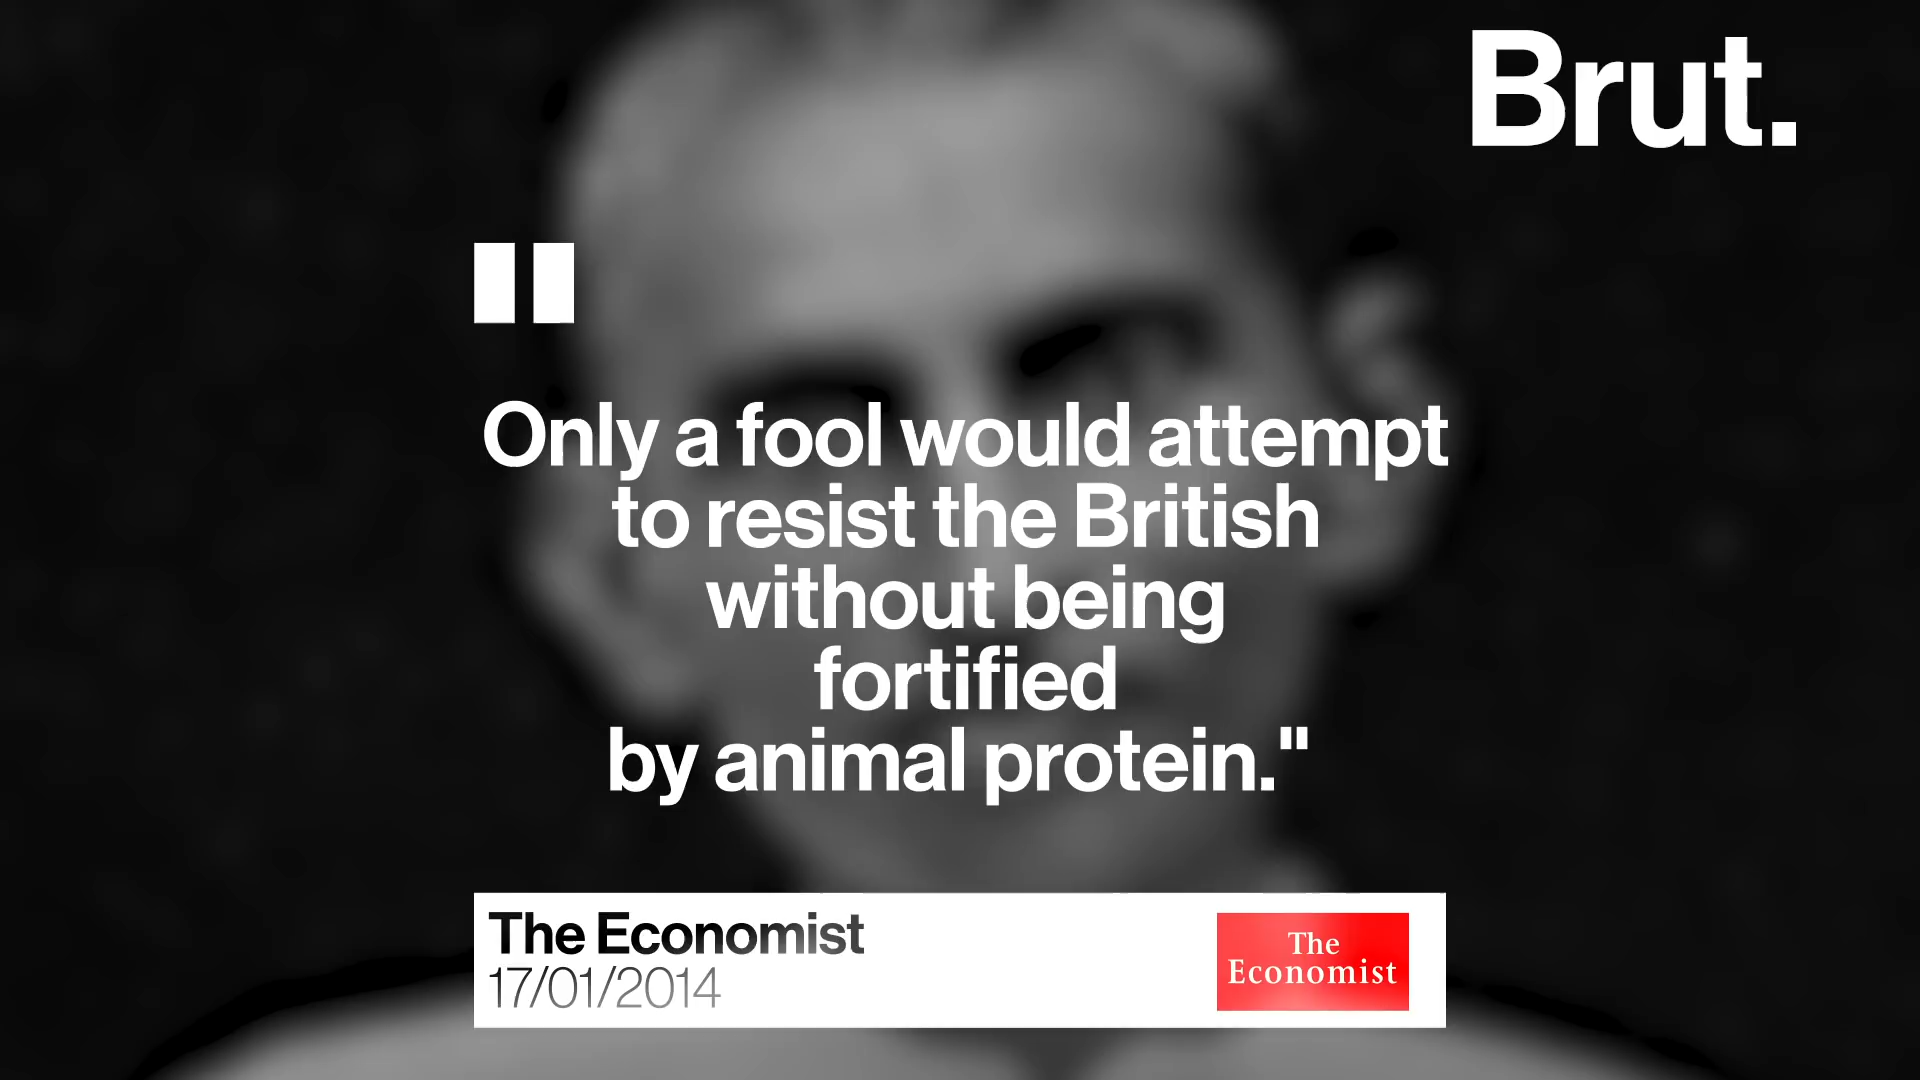 Brut.
"
Only a fool would attempt
to resist the British
without being
fortified
by animal protein."
The Economist
17/01/2014
The
Economist